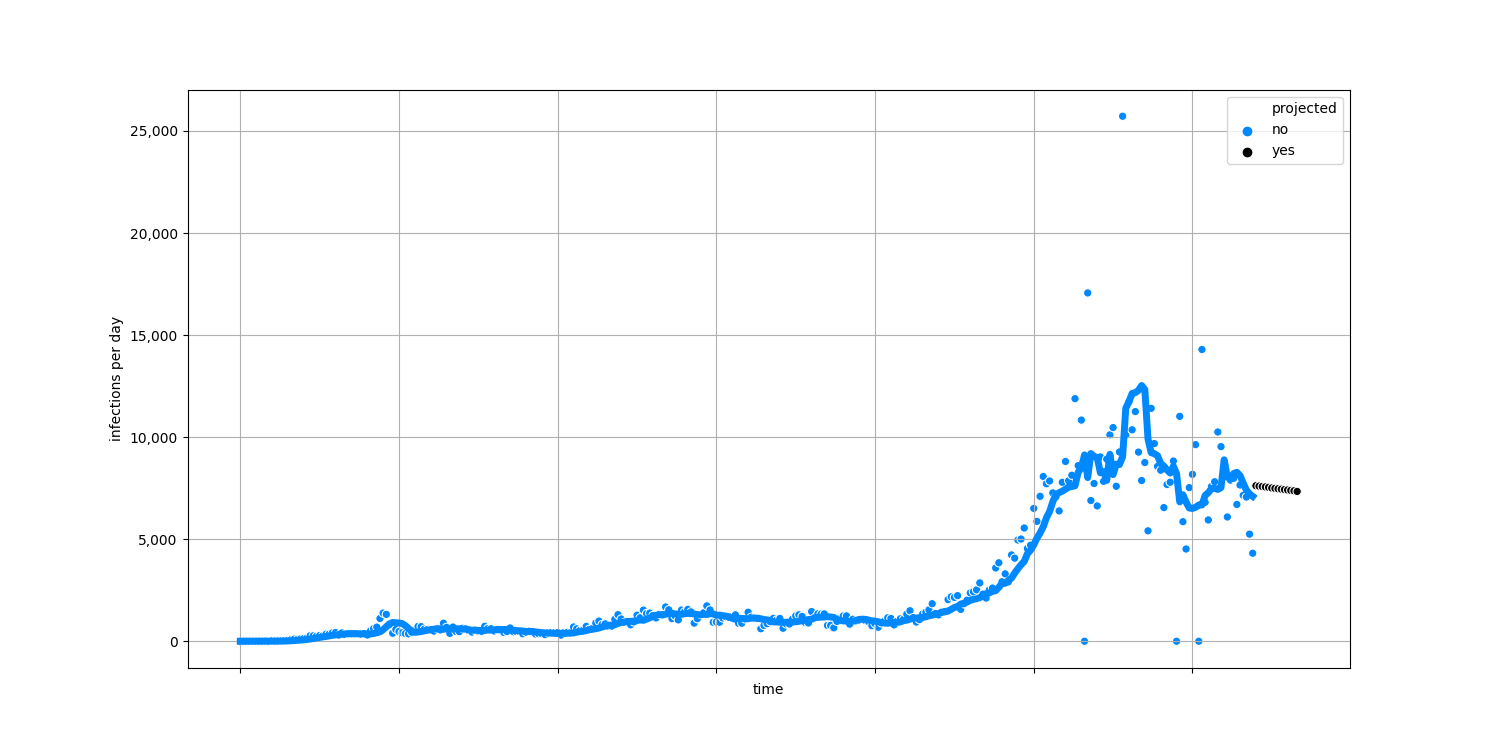 projected
no
yes
25,000
20,000
15,000
10,000
5,000
0
infections per day
time